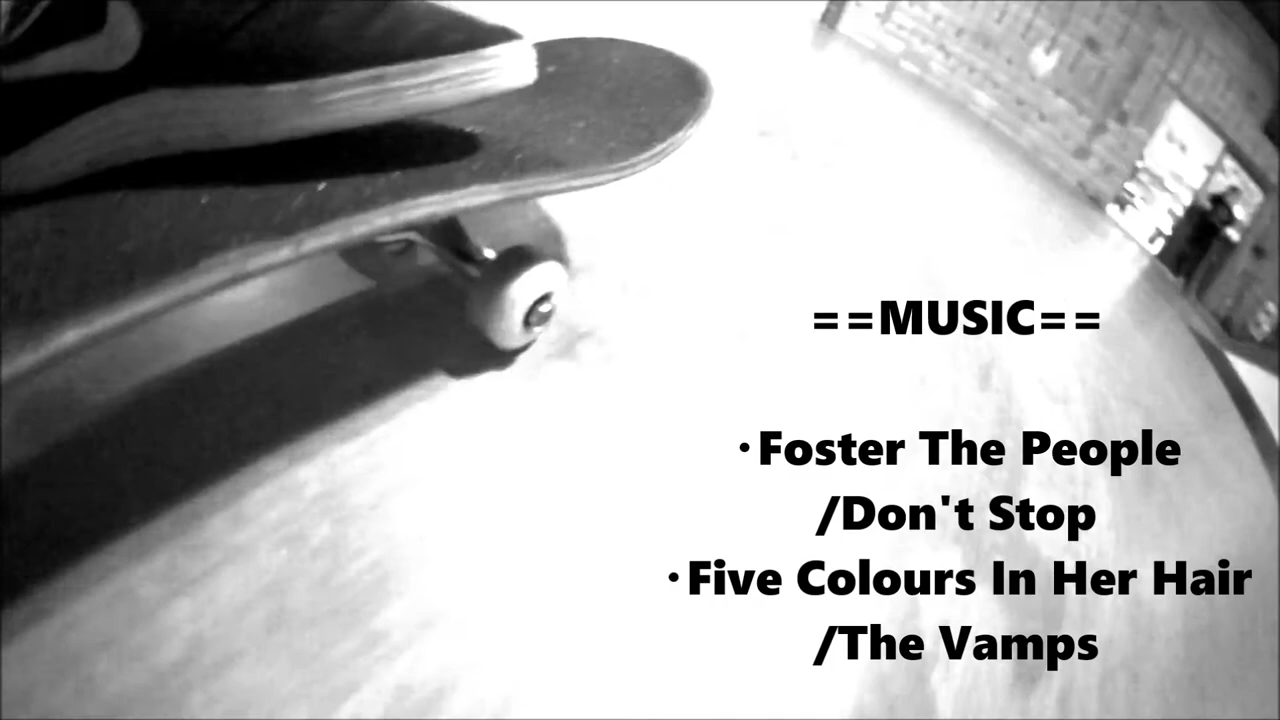 ==MUSIC==
・Foster The People
/Don't Stop
・Five Colours In Her Hair
/The Vamps